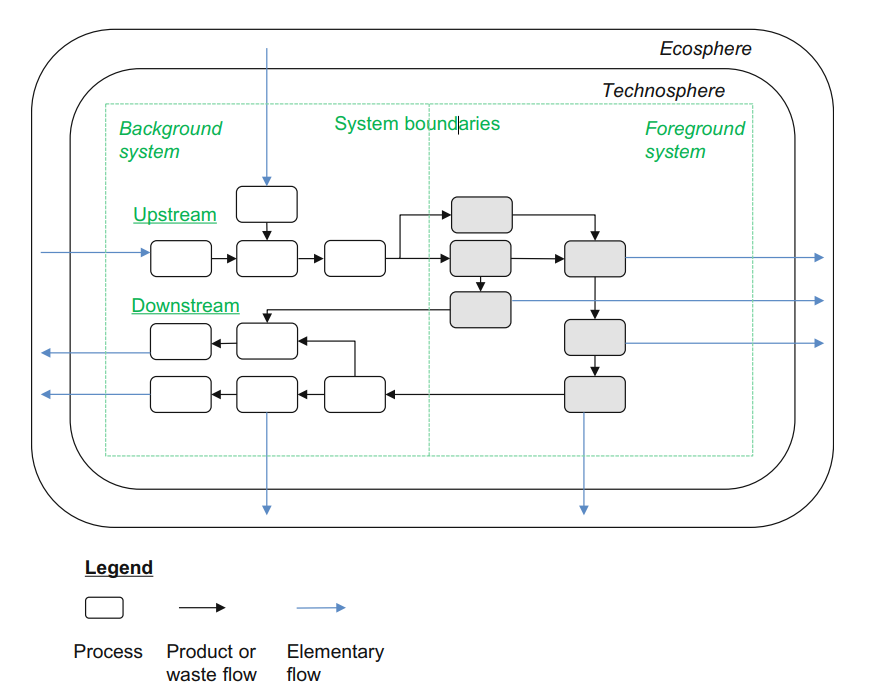 Ecosphere
Technosphere
System boundaries
Background
system
Foreground
system
Upstream
Downstream
Legend
Process
Product or
waste flow
Elementary
flow